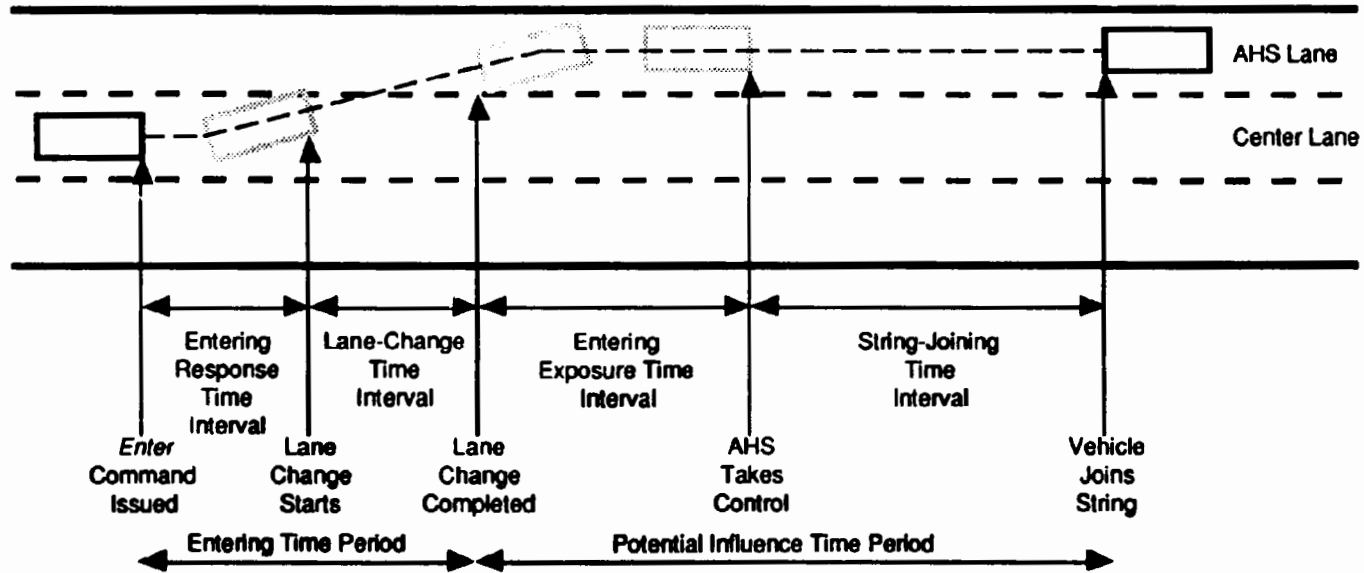 AHS Lane
Center Lane
Entering
Response
Time
Interval
Lane-Change
Time
Interval
Entering
Exposure Time
Interval
String-Joining
Time
Interval
Enter
Command
Issued
Lane
Change
Starts
Lane
Change
Completed
AHS
Takes
Control
Vehicle
Joins
String
Entering Time Period
Potential Influence Time Period